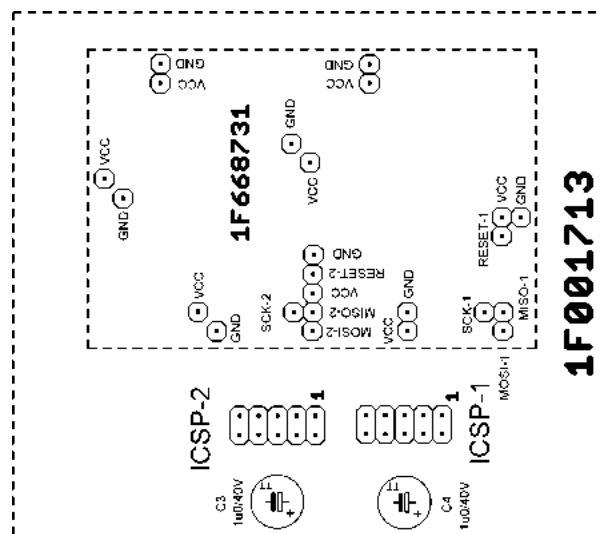 GND
VCC
GND
VCC
1F668731
GND
VCC
VCC
GND
VCC
GND
RESET-1
VCC
GND
GND
RESET-2
VCC
MISO-2
MOSI-2
SCK-2
VCC
GND
VCC
GND
SCK-1
MISO-1
MOSI-1
1F001713
ICSP-2
1
ICSP-1
1
C3
1u0/40V
+
C4
1u0/40V
+